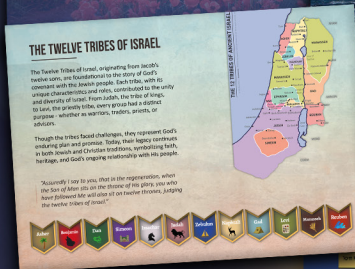 THE TWELVE TRIBES OF ISRAEL
The Twelve Tribes of Israel, originating from Jacob's
twelve sons, are foundational to the story of God's
covenant with the Jewish people. Each tribe, with its
unique characteristics and roles, contributed to the unity
and diversity of Israel. From Judah, the tribe of kings,
to Levi, the priestly tribe, every group had a distinct
purpose - whether as warriors, traders, priests, or
advisors.
Though the tribes faced challenges, they represent God's
enduring plan and promise. Today, their legacy continues
in both Jewish and Christian traditions, symbolizing faith,
heritage, and God's ongoing relationship with His people.
"Assuredly I say to you, that in the regeneration, when
the Son of Man sits on the throne of His glory, you who
have followed Me will also sit on twelve thrones, judging
the twelve tribes of Israel."
THE 12 TRIBES OF ANCIENT ISRAEL
Asher
Benjamin
Dan
Simeon
Judah
Zebulun
Gad
Levi
Manasseh
Reuben